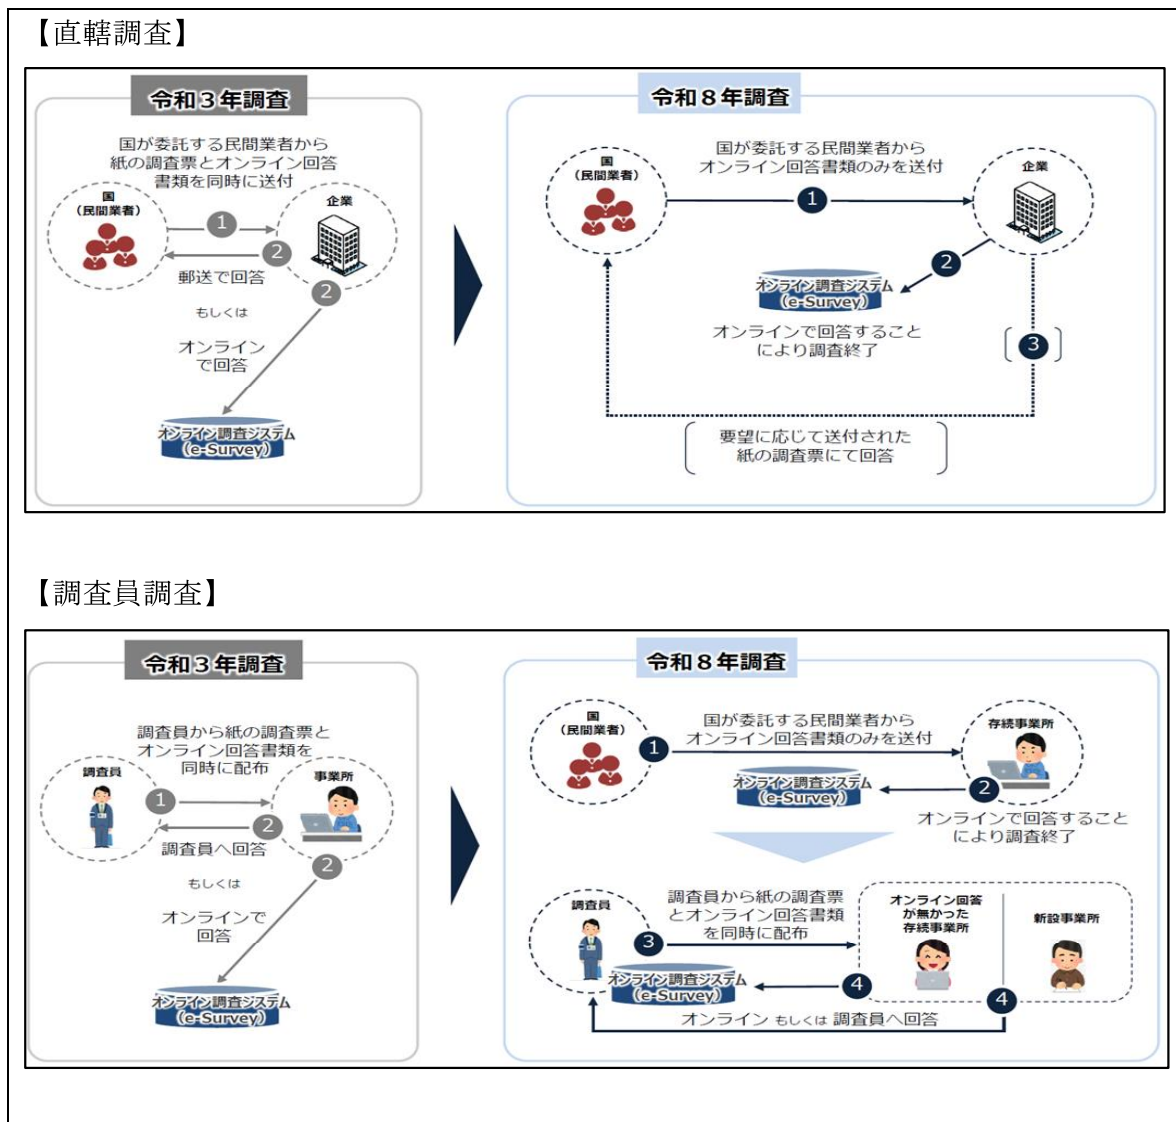 【直轄調査】
令和３年調査
国が委託する民間業者から
紙の調査票とオンライン回答
書類を同時に送付
国
（民間業者）
企業
1
2
郵送で回答
2
もしくは
オンライン
で回答
オンライン調査システム
（e-Survey）
令和８年調査
国が委託する民間業者から
オンライン回答書類のみを送付
国
（民間業者）
企業
1
2
オンライン調査システム
（e-Survey）
オンラインで回答すること
により調査終了
3
要望に応じて送付された
紙の調査票にて回答
【調査員調査】
令和３年調査
調査員から紙の調査票と
オンライン回答書類を
同時に配布
調査員
事業所
1
2
調査員へ回答
2
もしくは
オンラインで
回答
オンライン調査システム
（e-Survey）
令和８年調査
国
（民間業者）
国が委託する民間業者から
オンライン回答書類のみを送付
存続事業所
1
オンライン調査システム
（e-Survey）
2
オンラインで回答すること
により調査終了
調査員
調査員から紙の調査票
とオンライン回答書類
を同時に配布
オンライン回答
が無かった
存続事業所
新設事業所
3
オンライン調査システム
（e-Survey）
4
4
オンライン もしくは 調査員へ回答